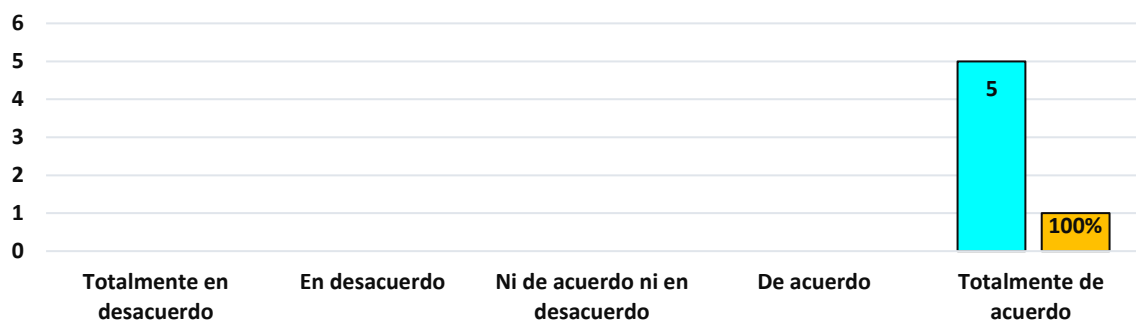 6
5
4
3
2
1
0
5
100%
Totalmente en
desacuerdo
En desacuerdo
Ni de acuerdo ni en
desacuerdo
De acuerdo
Totalmente de
acuerdo